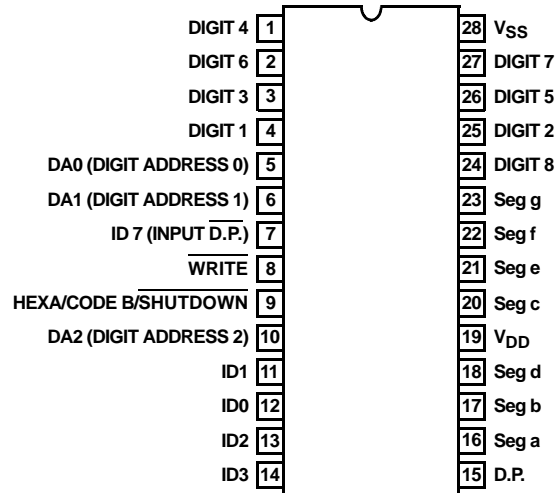 DIGIT 4 1 28 VSS
DIGIT 6 2 27 DIGIT 7
DIGIT 3 3 26 DIGIT 5
DIGIT 1 4 25 DIGIT 2
DA0 (DIGIT ADDRESS 0) 5 24 DIGIT 8
DA1 (DIGIT ADDRESS 1) 6 23 Seg g
ID 7 (INPUT D.P.) 7 22 Seg f
WRITE 8 21 Seg e
HEXA/CODE B/SHUTDOWN 9 20 Seg c
DA2 (DIGIT ADDRESS 2) 10 19 VDD
ID1 11 18 Seg d
ID0 12 17 Seg b
ID2 13 16 Seg a
ID3 14 15 D.P.